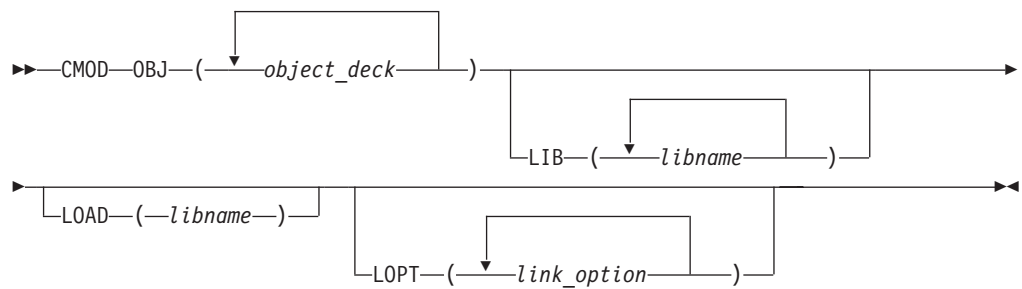 CMOD OBJ ( object_deck )
LIB ( libname )
LOAD ( libname )
LOPT ( link_option )